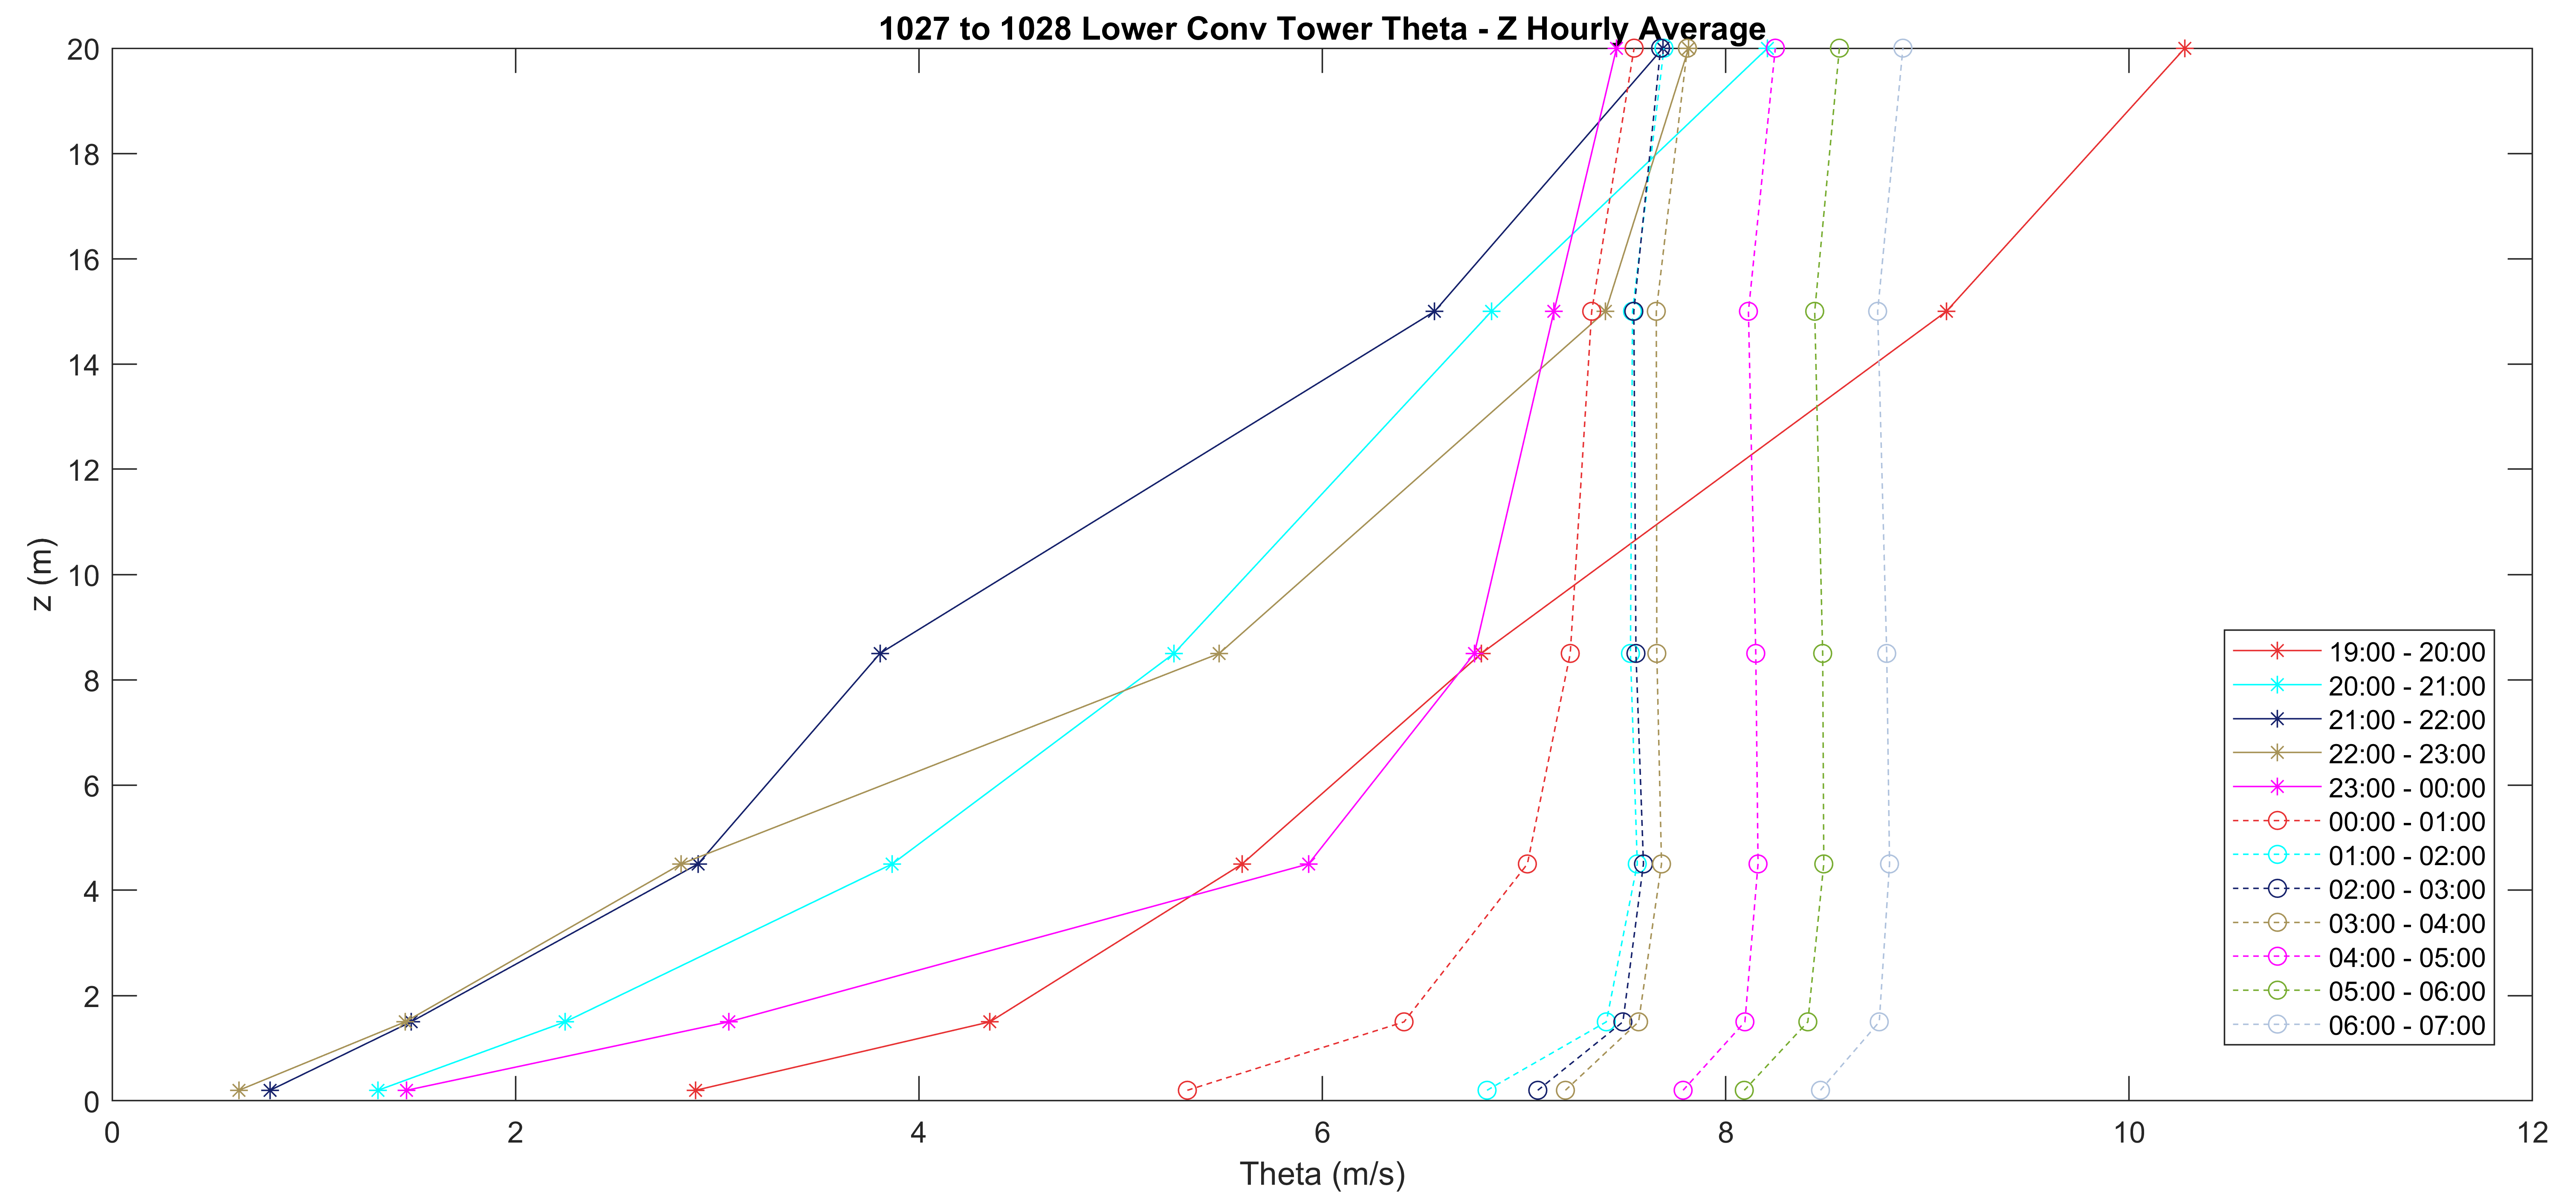 1027 to 1028 Lower Conv Tower Theta - Z Hourly Average
20
18
16
14
12
10
8
6
4
2
0
z (m)
0 2 4 6 8 10 12
Theta (m/s)
19:00 - 20:00
20:00 - 21:00
21:00 - 22:00
22:00 - 23:00
23:00 - 00:00
00:00 - 01:00
01:00 - 02:00
02:00 - 03:00
03:00 - 04:00
04:00 - 05:00
05:00 - 06:00
06:00 - 07:00